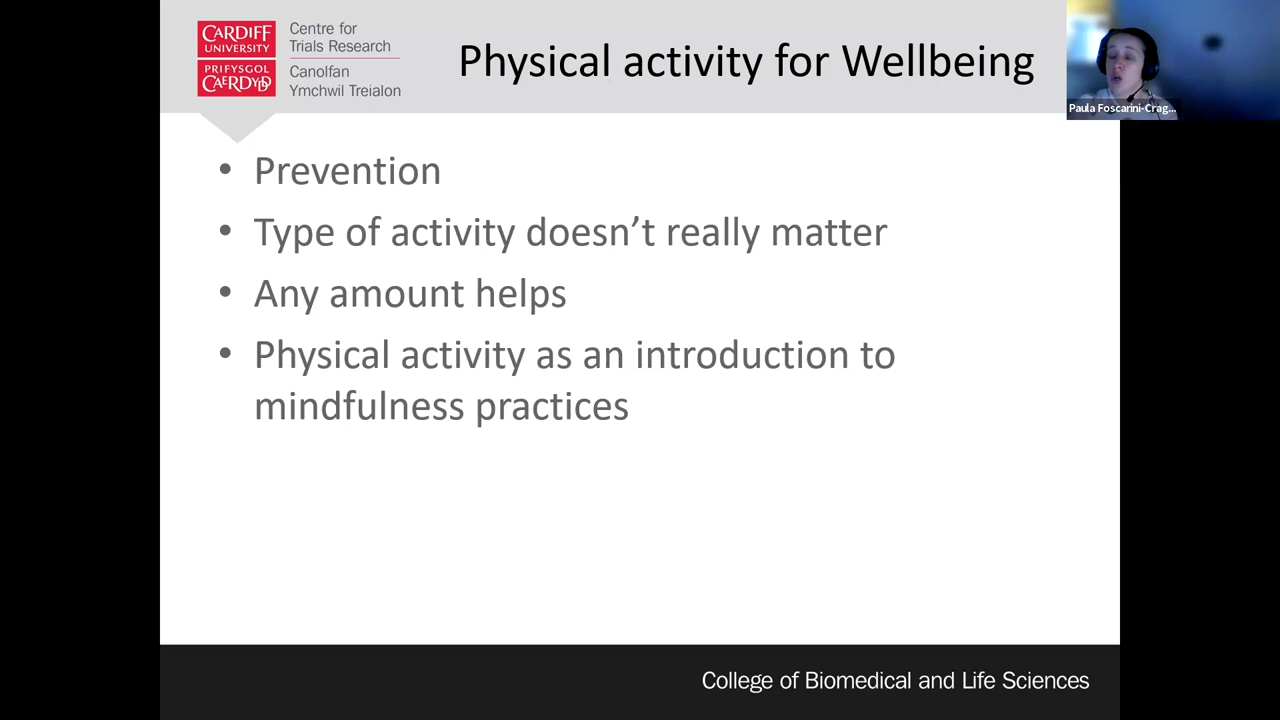 CARDIFF
UNIVERSITY
PRIFYSGOL
CAERDYDD
Centre for
Trials Research
Canolfan
Ymchwil Treialon
Physical activity for Wellbeing
Paula Foscarini-Crag...
• Prevention
• Type of activity doesn’t really matter
• Any amount helps
• Physical activity as an introduction to
mindfulness practices
College of Biomedical and Life Sciences